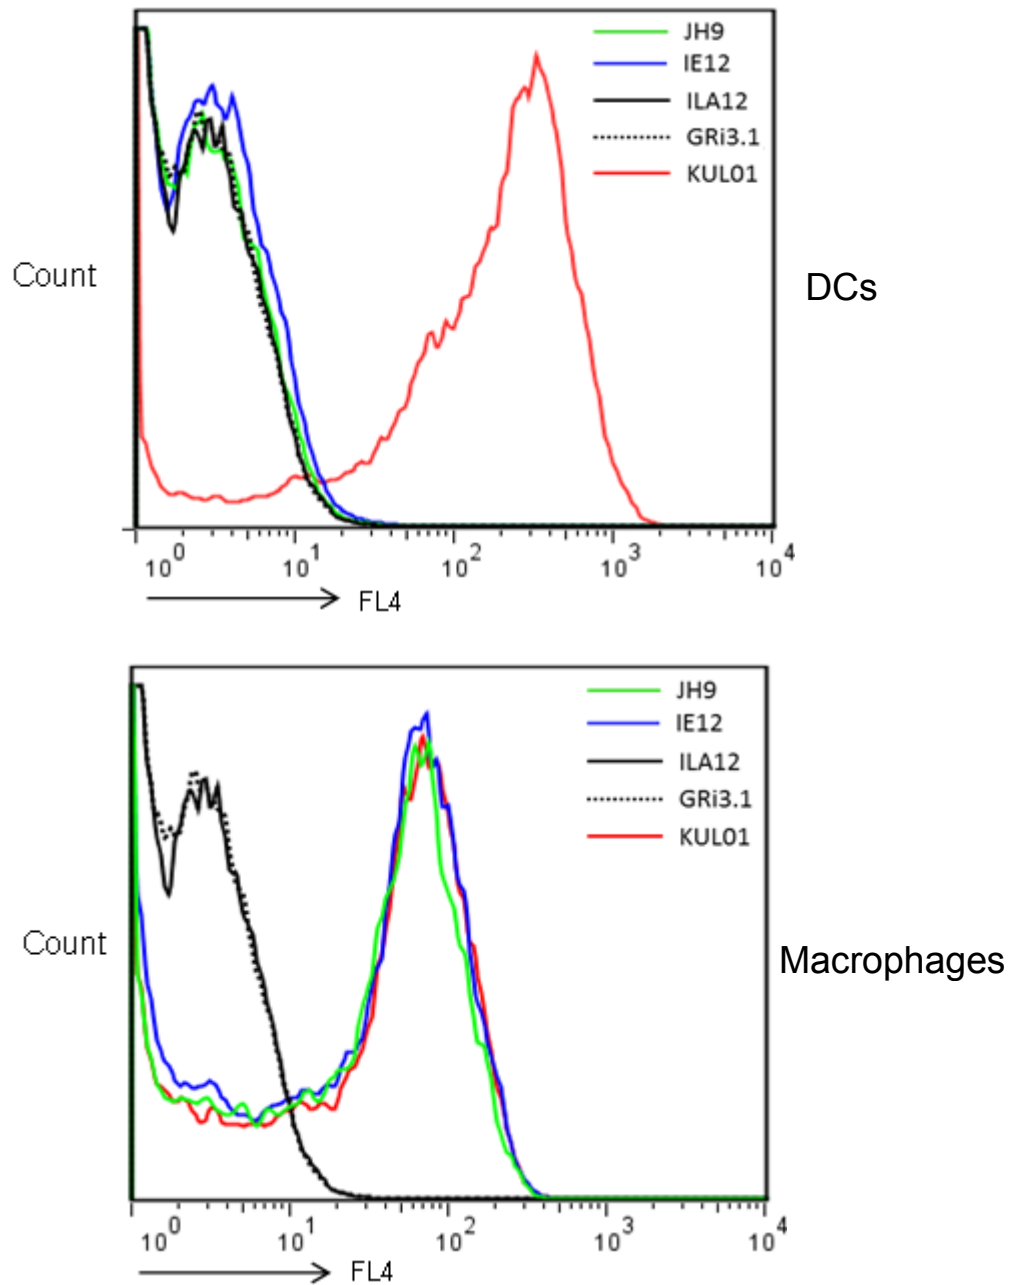 JH9
IE12
ILA12
GRi3.1
KUL01
Count
DCs
10^0 10^1 10^2 10^3 10^4
FL4
JH9
IE12
ILA12
GRi3.1
KUL01
Count
Macrophages
10^0 10^1 10^2 10^3 10^4
FL4